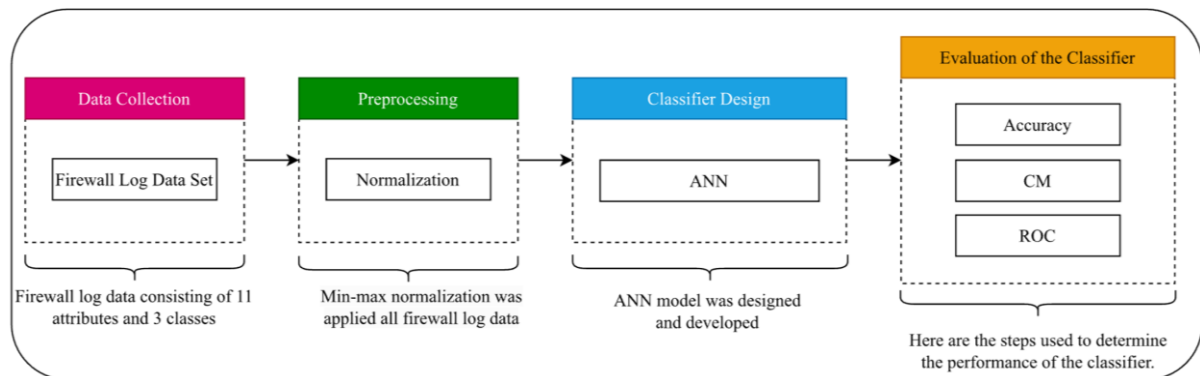 Data Collection
Firewall Log Data Set
Firewall log data consisting of 11
attributes and 3 classes
Preprocessing
Normalization
Min-max normalization was
applied all firewall log data
Classifier Design
ANN
ANN model was designed
and developed
Evaluation of the Classifier
Accuracy
CM
ROC
Here are the steps used to determine
the performance of the classifier.